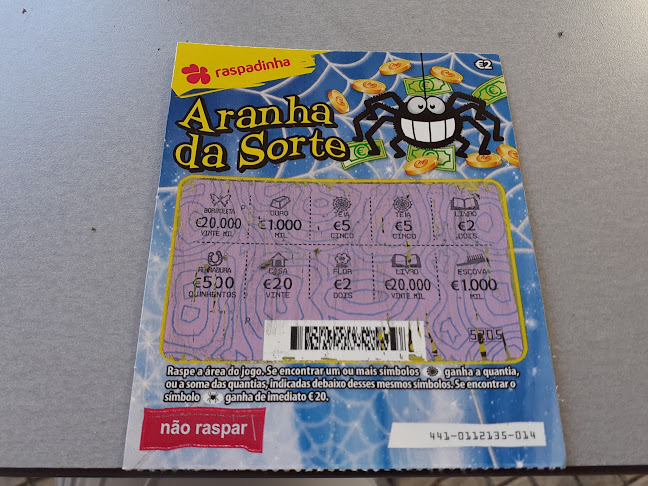 raspadinha
€2
Aranha
da Sorte
BORBOLETA OURO TEIA TEIA LIVRO
€20.000 €1.000 €5 €5 €2
VINTE MIL MIL CINCO CINCO DOIS
FERRADURA CASA FLOR LIVRO ESCOVA
€500 €20 €2 €20.000 €1.000
QUINHENTOS VINTE DOIS VINTE MIL MIL
Raspe a área do jogo. Se encontrar um ou mais símbolos ganha a quantia,
ou a soma das quantias, indicadas debaixo desses mesmos símbolos. Se encontrar o
símbolo ganha de imediato € 20.
não raspar
441-0112135-014